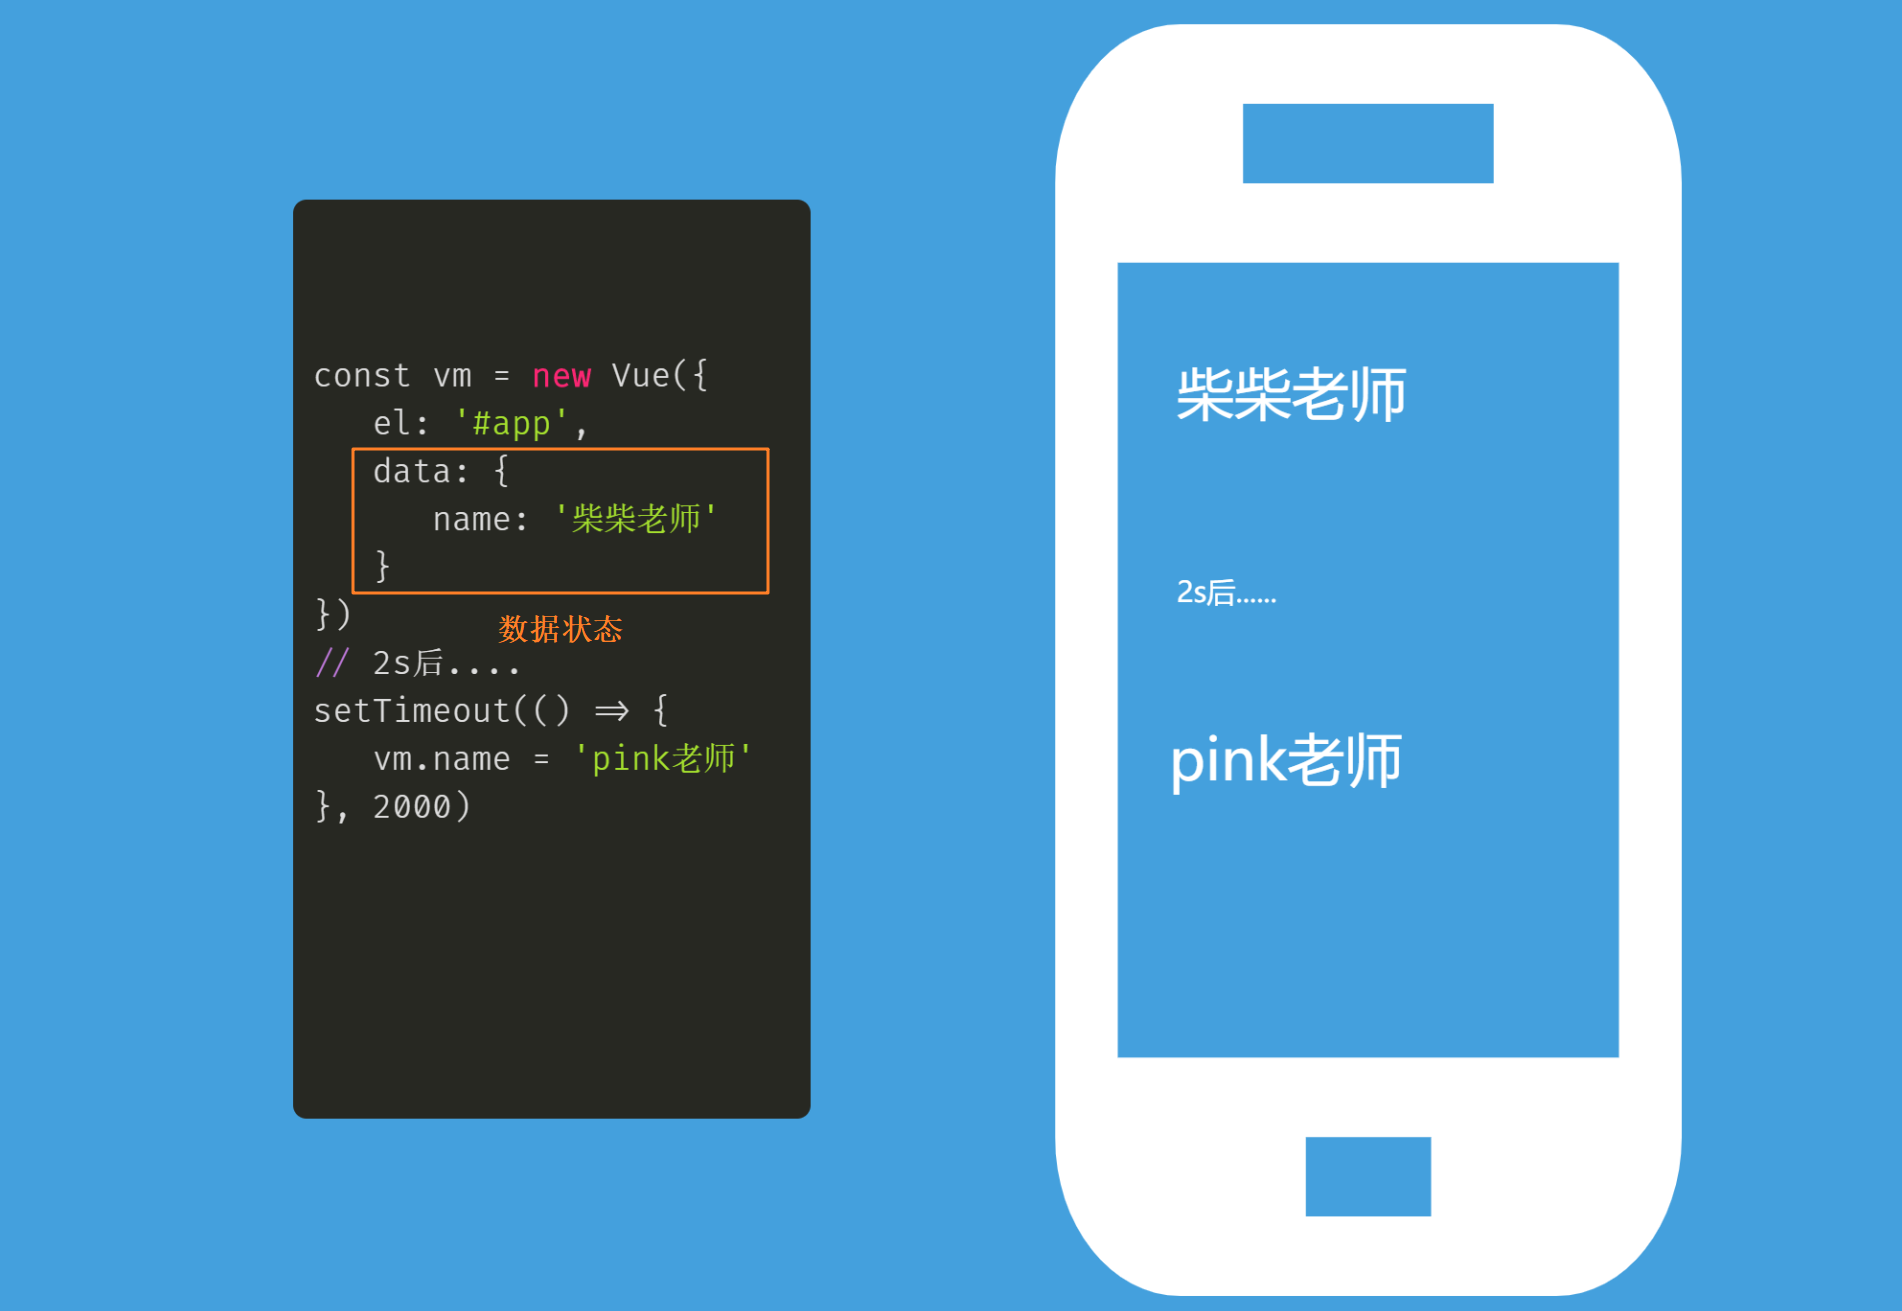 const vm = new Vue({
el: '#app',
data: {
name: '柴柴老师'
}
})
数据状态
// 2s后....
setTimeout(() => {
vm.name = 'pink老师'
}, 2000)
柴柴老师
2s后......
pink老师